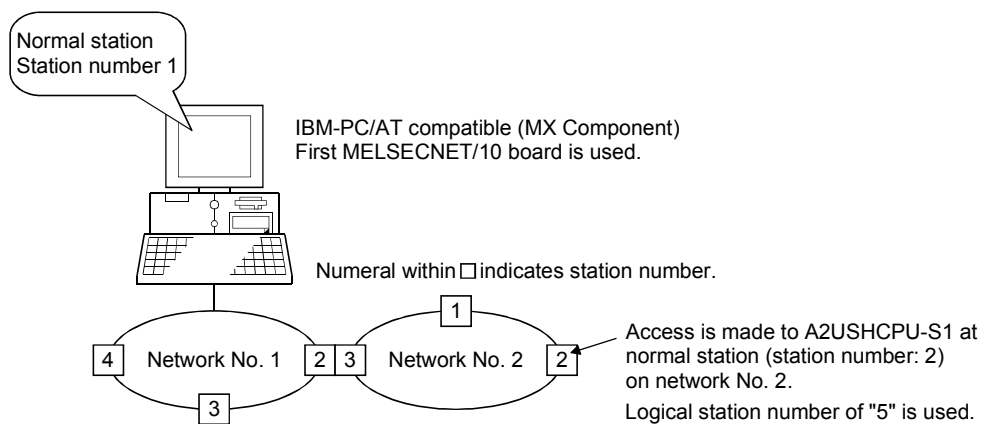 Normal station
Station number 1
IBM-PC/AT compatible (MX Component)
First MELSECNET/10 board is used.
Numeral within □ indicates station number.
1
4 Network No. 1 2 3 Network No. 2 2
3
Access is made to A2USHCPU-S1 at
normal station (station number: 2)
on network No. 2.
Logical station number of "5" is used.